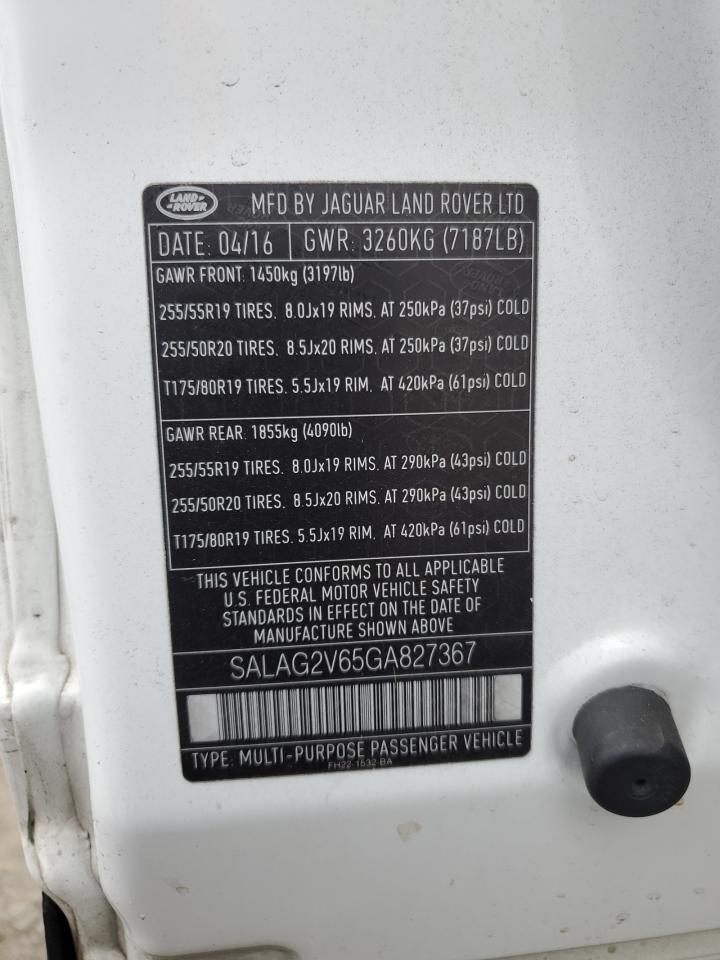 LAND ROVER MFD BY JAGUAR LAND ROVER LTD
DATE: 04/16 GWR: 3260KG (7187LB)
GAWR FRONT: 1450kg (3197lb)
255/55R19 TIRES, 8.0Jx19 RIMS, AT 250kPa (37psi) COLD
255/50R20 TIRES, 8.5Jx20 RIMS, AT 250kPa (37psi) COLD
T175/80R19 TIRES, 5.5Jx19 RIM, AT 420kPa (61psi) COLD
GAWR REAR: 1855kg (4090lb)
255/55R19 TIRES, 8.0Jx19 RIMS, AT 290kPa (43psi) COLD
255/50R20 TIRES, 8.5Jx20 RIMS, AT 290kPa (43psi) COLD
T175/80R19 TIRES, 5.5Jx19 RIM, AT 420kPa (61psi) COLD
THIS VEHICLE CONFORMS TO ALL APPLICABLE
U.S. FEDERAL MOTOR VEHICLE SAFETY
STANDARDS IN EFFECT ON THE DATE OF
MANUFACTURE SHOWN ABOVE
SALAG2V65GA827367
TYPE: MULTI-PURPOSE PASSENGER VEHICLE
FH22-1532-BA